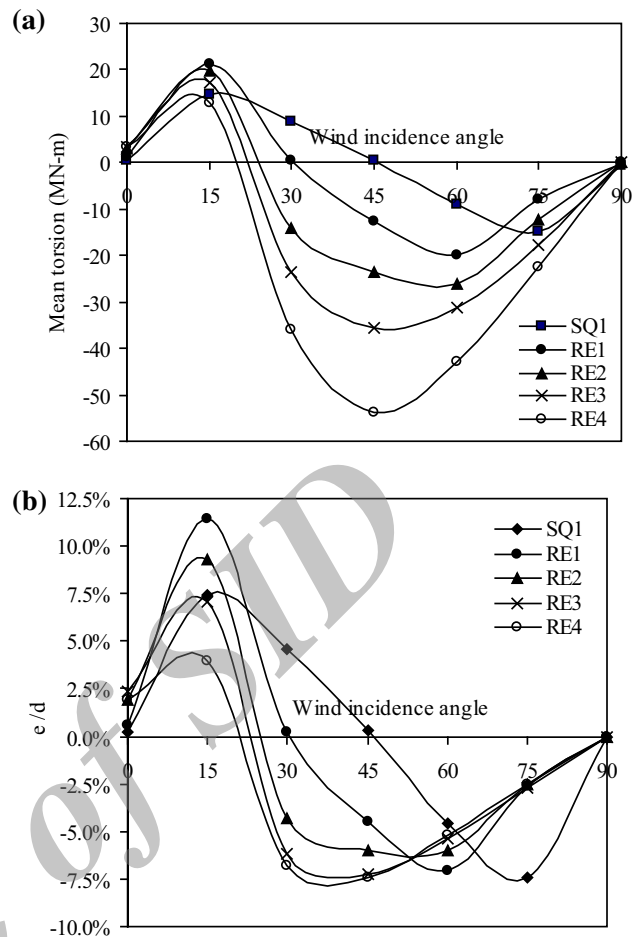 (a)
30
20
10
0
-10
-20
-30
-40
-50
-60
Mean torsion (MN-m)
Wind incidence angle
0 15 30 45 60 75 90
SQ1
RE1
RE2
RE3
RE4
(b)
12.5%
10.0%
7.5%
5.0%
2.5%
0.0%
-2.5%
-5.0%
-7.5%
-10.0%
e/d
Wind incidence angle
0 15 30 45 60 75 90
SQ1
RE1
RE2
RE3
RE4
of SID